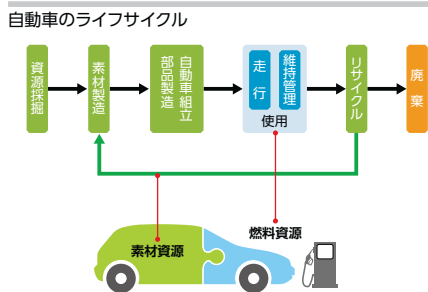 自動車のライフサイクル
資源採掘
素材製造
自動車組立
部品製造
走行
維持管理
使用
リサイクル
廃棄
燃料資源
素材資源